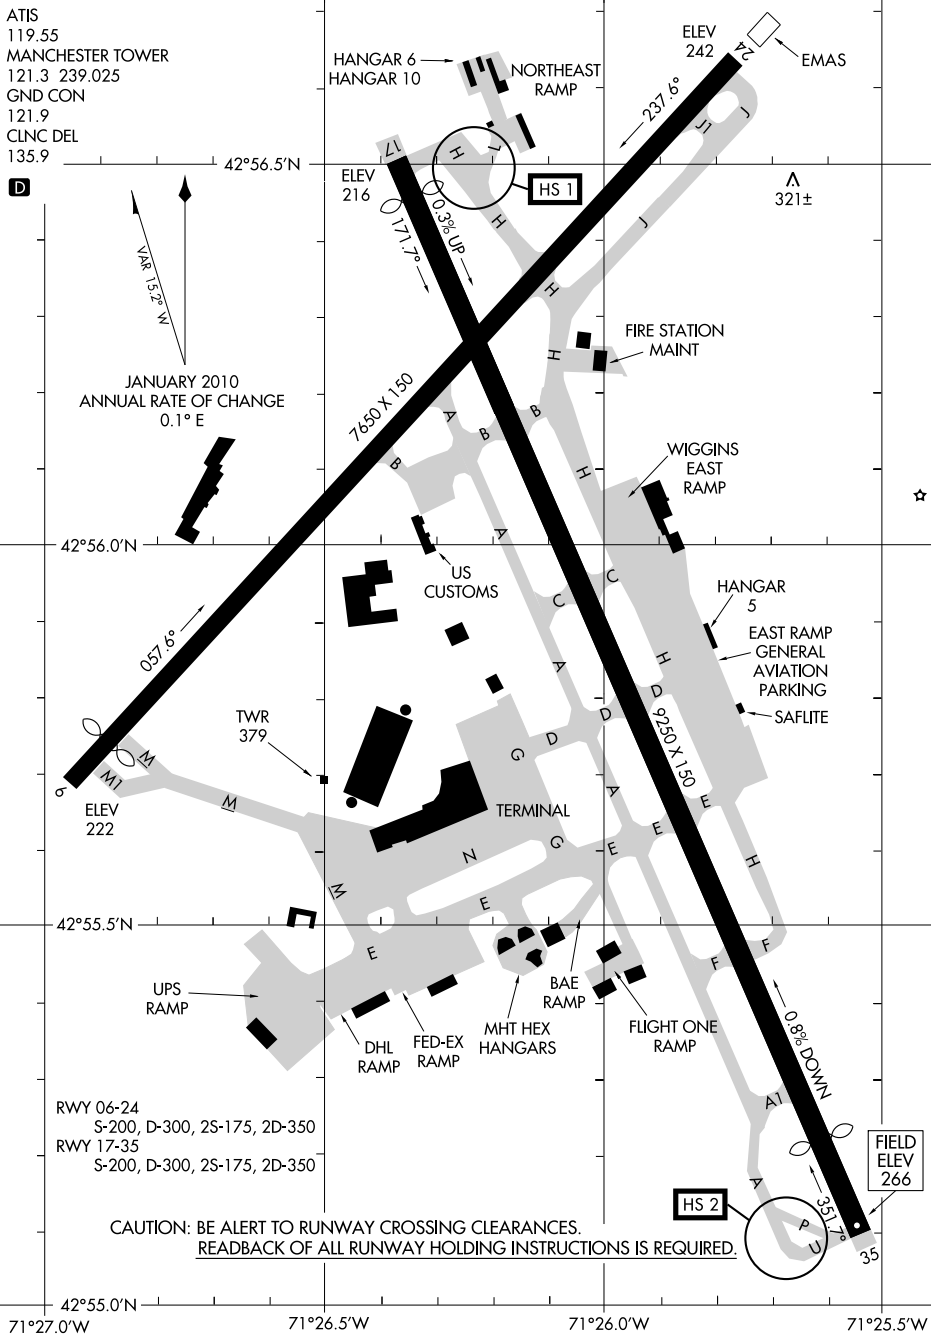 ATIS
119.55
MANCHESTER TOWER
121.3 239.025
GND CON
121.9
CLNC DEL
135.9
D
HANGAR 6
HANGAR 10
NORTHEAST
RAMP
ELEV
242
24
EMAS
237.6°
J1
J
42°56.5'N
17
H
L
HS 1
ELEV
216
171.7°
0.3% UP
H
J
321±
VAR 15.2° W
H
FIRE STATION
MAINT
H
JANUARY 2010
ANNUAL RATE OF CHANGE
0.1° E
7650 X 150
A
B
B
B
H
WIGGINS
EAST
RAMP
42°56.0'N
A
US
CUSTOMS
C
C
HANGAR
5
057.6°
EAST RAMP
GENERAL
AVIATION
PARKING
A
H
D
D
D
9250 X 150
SAFLITE
TWR
379
G
M
M1
6
ELEV
222
M
A
TERMINAL
E
E
E
G
N
H
M
E
42°55.5'N
E
F
F
UPS
RAMP
DHL
RAMP
FED-EX
RAMP
MHT HEX
HANGARS
BAE
RAMP
FLIGHT ONE
RAMP
0.8% DOWN
A1
RWY 06-24
S-200, D-300, 2S-175, 2D-350
RWY 17-35
S-200, D-300, 2S-175, 2D-350
FIELD
ELEV
266
A
HS 2
351.7°
P
U
35
CAUTION: BE ALERT TO RUNWAY CROSSING CLEARANCES.
READBACK OF ALL RUNWAY HOLDING INSTRUCTIONS IS REQUIRED.
42°55.0'N
71°27.0'W
71°26.5'W
71°26.0'W
71°25.5'W